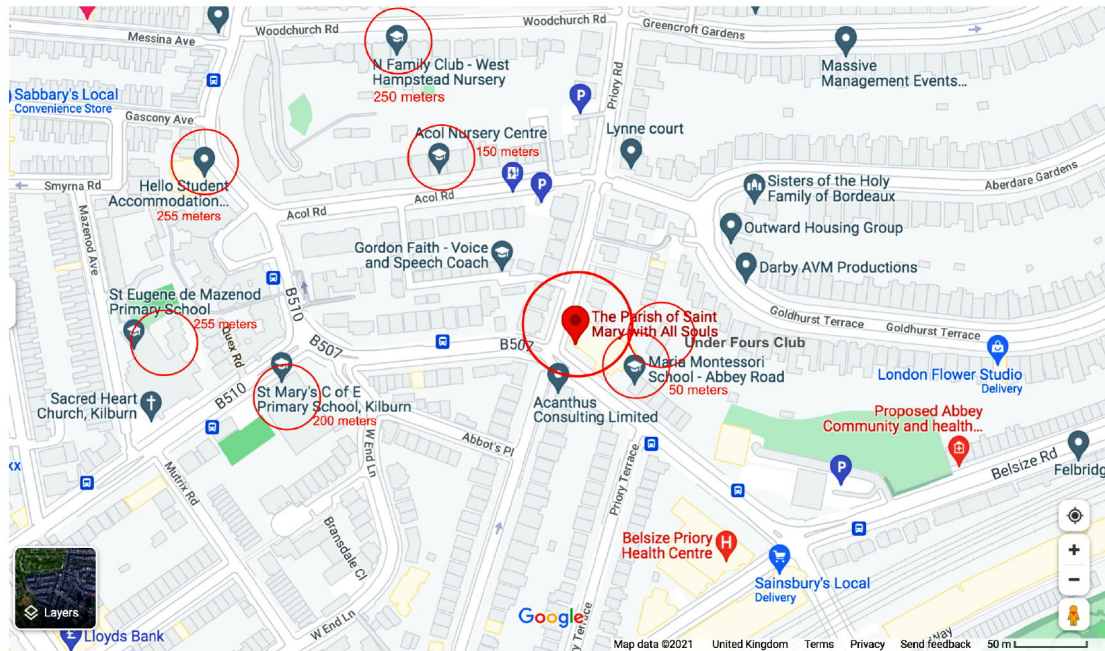 Messina Ave
Woodchurch Rd
Woodchurch Rd
Greencroft Gardens
N Family Club - West
Hampstead Nursery
250 meters
Massive
Management Events...
Sabbary's Local
Convenience Store
Gascony Ave
P
Priory Rd
Acol Nursery Centre
150 meters
Lynne court
Smyrna Rd
Hello Student
Accommodation...
255 meters
P
Acol Rd
Acol Rd
Sisters of the Holy
Family of Bordeaux
Aberdare Gardens
Mazenod Ave
Outward Housing Group
Gordon Faith - Voice
and Speech Coach
Darby AVM Productions
B510
St Eugene de Mazenod
Primary School
255 meters
Quex Rd
B507
B507
The Parish of Saint
Mary with All Souls
Goldhurst Terrace
Goldhurst Terrace
Under Fours Club
Maria Montessori
School - Abbey Road
50 meters
London Flower Studio
Delivery
B510
St Mary's C of E
Primary School, Kilburn
200 meters
Sacred Heart
Church, Kilburn
Acanthus
Consulting Limited
Proposed Abbey
Community and health...
W End Ln
Abbot's Pl
Priory Terrace
xx
Mutrix Rd
P
Belsize Rd
Felbridg
Bransdale Cl
Belsize Priory
Health Centre
H
Sainsbury's Local
Delivery
Layers
Google
W End Ln
Priory Terrace
£
Lloyds Bank
Way
Map data ©2021
United Kingdom
Terms
Privacy
Send feedback
50 m